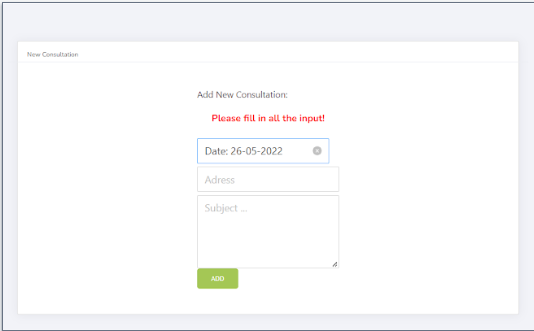 New Consultation
Add New Consultation:
Please fill in all the input!
Date: 26-05-2022
Adress
Subject ...
ADD